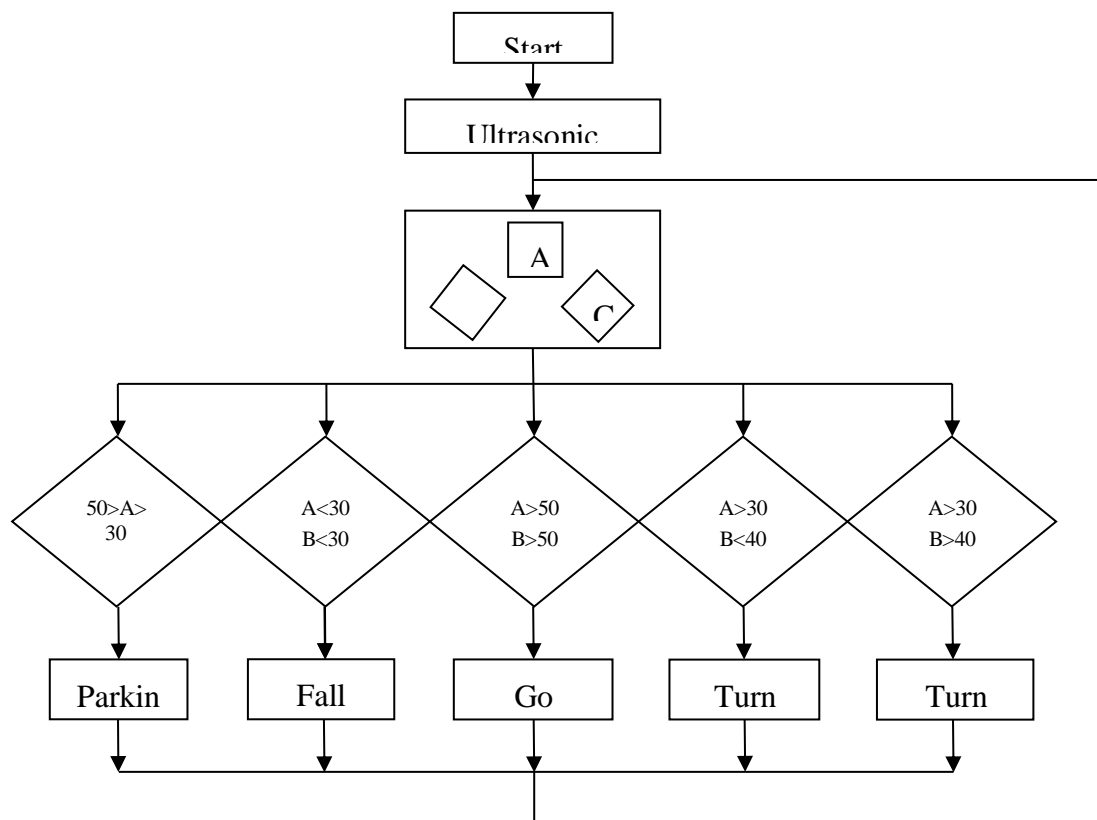 Start
Ultrasonic
A
C
50>A>
30
A<30
B<30
A>50
B>50
A>30
B<40
A>30
B>40
Parkin
Fall
Go
Turn
Turn